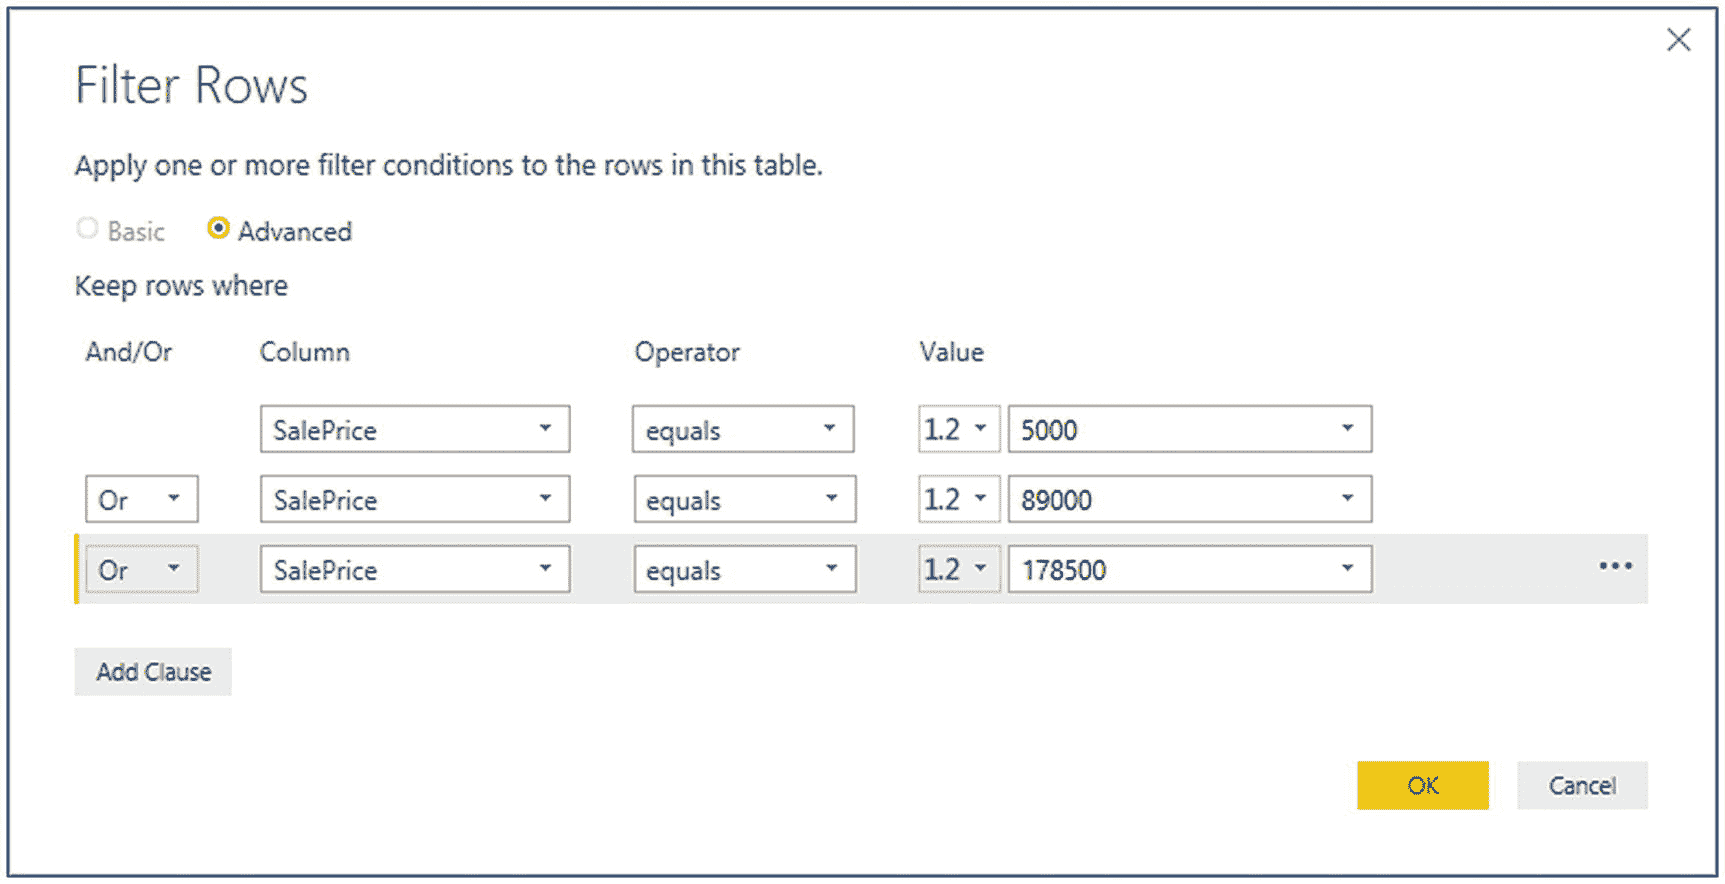 Filter Rows
Apply one or more filter conditions to the rows in this table.
Basic Advanced
Keep rows where
And/Or Column Operator Value
SalePrice equals 1.2 5000
Or SalePrice equals 1.2 89000
Or SalePrice equals 1.2 178500
Add Clause
OK Cancel